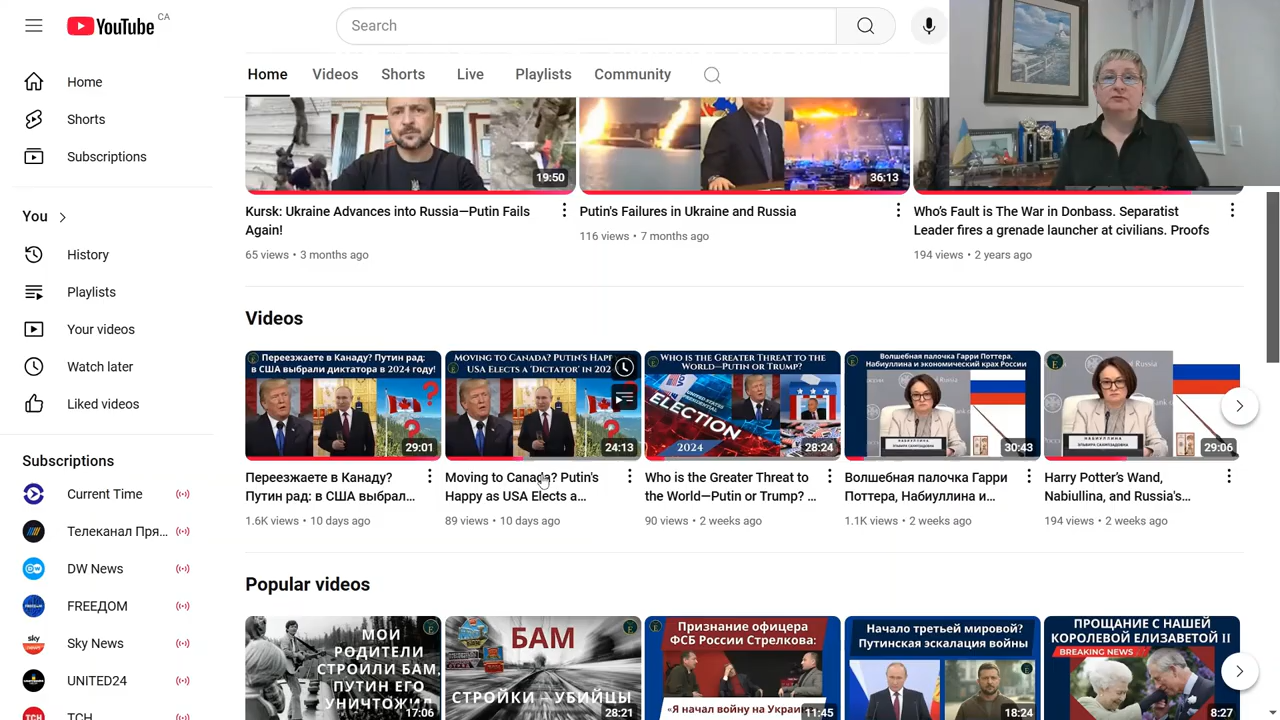 YouTube CA
Search
Home
Videos
Shorts
Live
Playlists
Community
Home
Shorts
Subscriptions
You
History
Playlists
Your videos
Watch later
Liked videos
Subscriptions
Current Time
Телеканал Пря...
DW News
FREEДOM
Sky News
UNITED24
ТСН
19:50
36:13
Kursk: Ukraine Advances into Russia—Putin Fails
Again!
65 views • 3 months ago
Putin's Failures in Ukraine and Russia
116 views • 7 months ago
Who's Fault is The War in Donbass. Separatist
Leader fires a grenade launcher at civilians. Proofs
194 views • 2 years ago
Videos
Переезжаете в Канаду? Путин рад:
в США выбрали диктатора в 2024 году!
29:01
Переезжаете в Канаду?
Путин рад: в США выбрал...
1.6K views • 10 days ago
Moving to Canada? Putin's Happ
USA Elects a 'Dictator' in 202
24:13
Moving to Canada? Putin's
Happy as USA Elects a...
89 views • 10 days ago
Who is the Greater Threat to the
World—Putin or Trump?
ELECTION
2024
28:24
Who is the Greater Threat to
the World—Putin or Trump? ...
90 views • 2 weeks ago
Волшебная палочка Гарри Поттера,
Набиуллина и экономический крах России
НАБИУЛЛИНА
30:43
Волшебная палочка Гарри
Поттера, Набиуллина и...
1.1K views • 2 weeks ago
НАБИУЛЛИНА
29:06
Harry Potter's Wand,
Nabiullina, and Russia's...
194 views • 2 weeks ago
Popular videos
МОИ
РОДИТЕЛИ
СТРОИЛИ БАМ,
ПУТИН ЕГО
УНИЧТОЖИЛ
17:06
БАМ
СТРОЙКИ – УБИЙЦЫ
28:21
Признание офицера
ФСБ России Стрелкова:
«Я начал войну на Украи
11:45
Начало третьей мировой?
Путинская эскалация войны
18:24
ПРОЩАНИЕ С НАШЕЙ
КОРОЛЕВОЙ ЕЛИЗАВЕТОЙ II
BREAKING NEWS
8:27